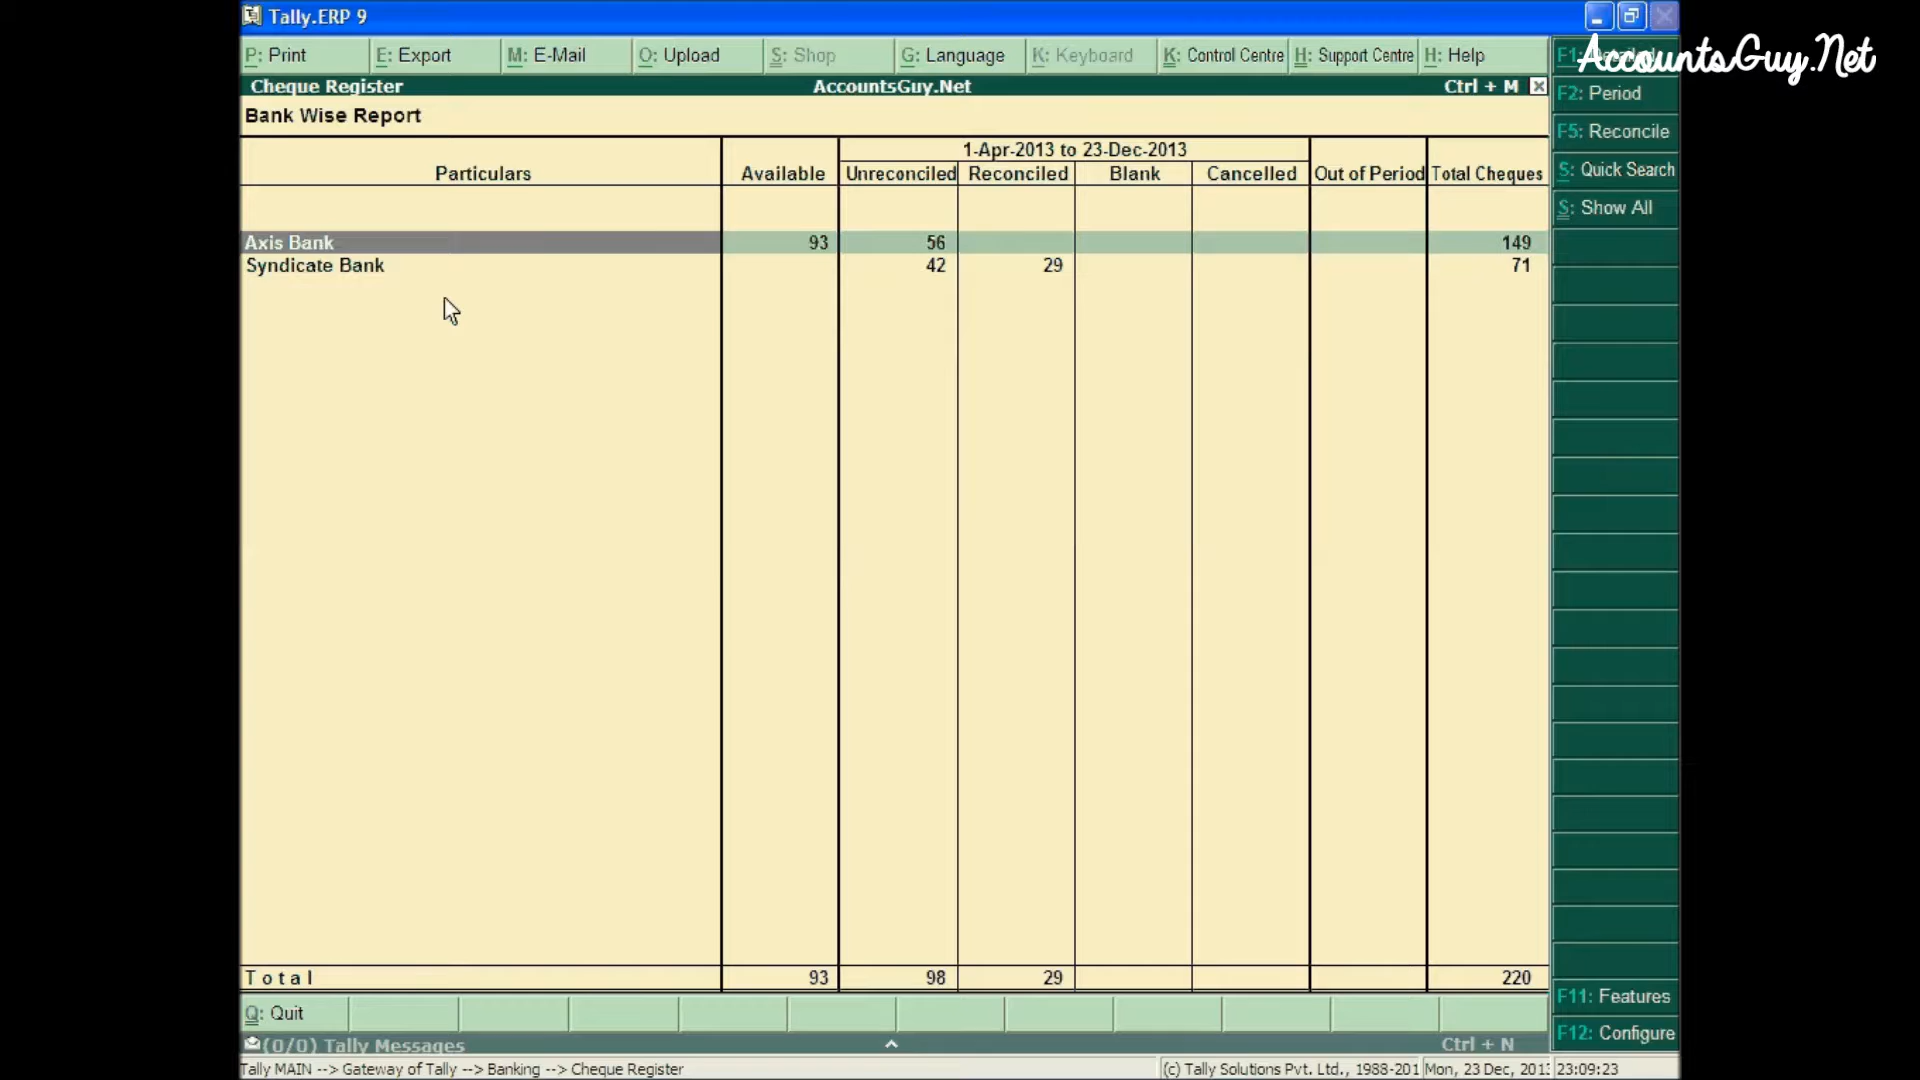 Tally.ERP 9
P: Print E: Export M: E-Mail O: Upload S: Shop G: Language K: Keyboard K: Control Centre H: Support Centre H: Help
F1:
AccountsGuy.Net
Cheque Register AccountsGuy.Net Ctrl + M
F2: Period
Bank Wise Report
F5: Reconcile
1-Apr-2013 to 23-Dec-2013
Particulars Available Unreconciled Reconciled Blank Cancelled Out of Period Total Cheques
S: Quick Search
S: Show All
Axis Bank 93 56 149
Syndicate Bank 42 29 71
Total 93 98 29 220
F11: Features
Q: Quit
F12: Configure
(0/0) Tally Messages Ctrl + N
Tally MAIN --> Gateway of Tally --> Banking --> Cheque Register (c) Tally Solutions Pvt. Ltd., 1988-201 Mon, 23 Dec, 2013 23:09:23